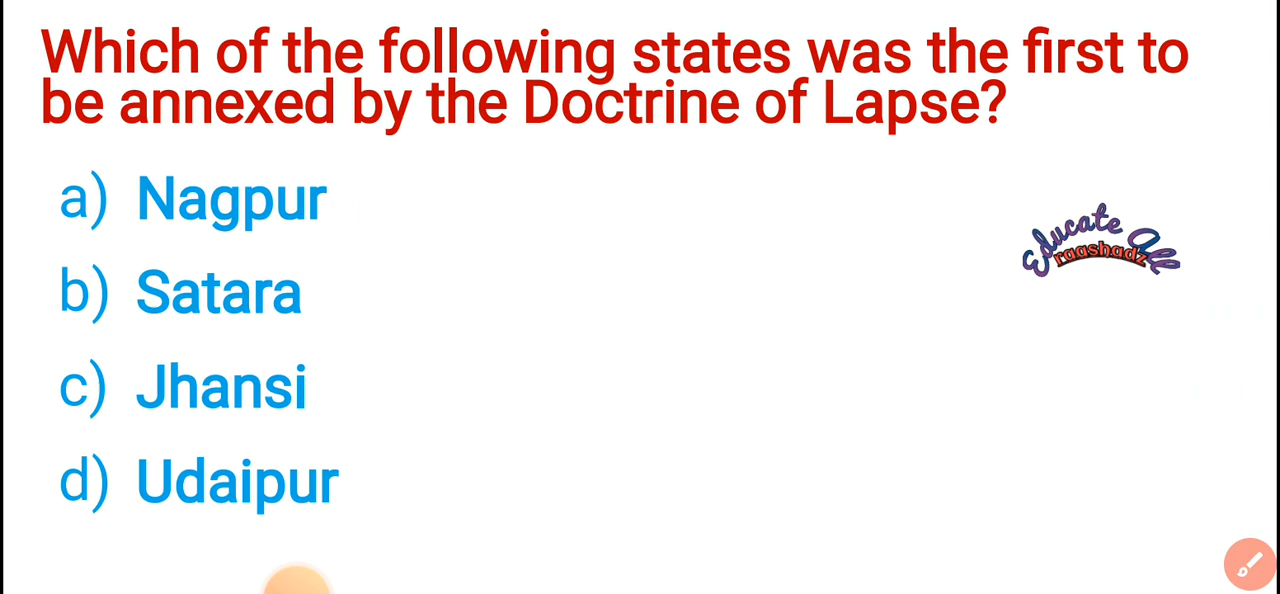 Which of the following states was the first to
be annexed by the Doctrine of Lapse?
a) Nagpur
Educate All
raashadz
b) Satara
c) Jhansi
d) Udaipur